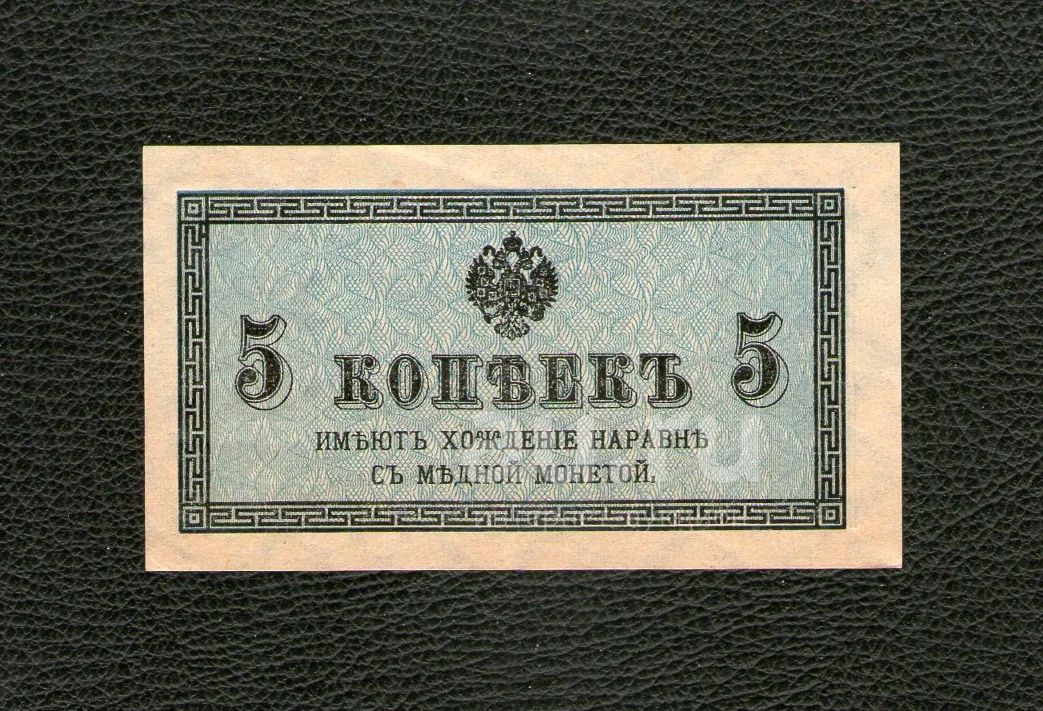 5 КОПѢЕКЪ 5
ИМѢЮТЪ ХОЖДЕНІЕ НАРАВНѢ
СЪ МѢДНОЙ МОНЕТОЙ.